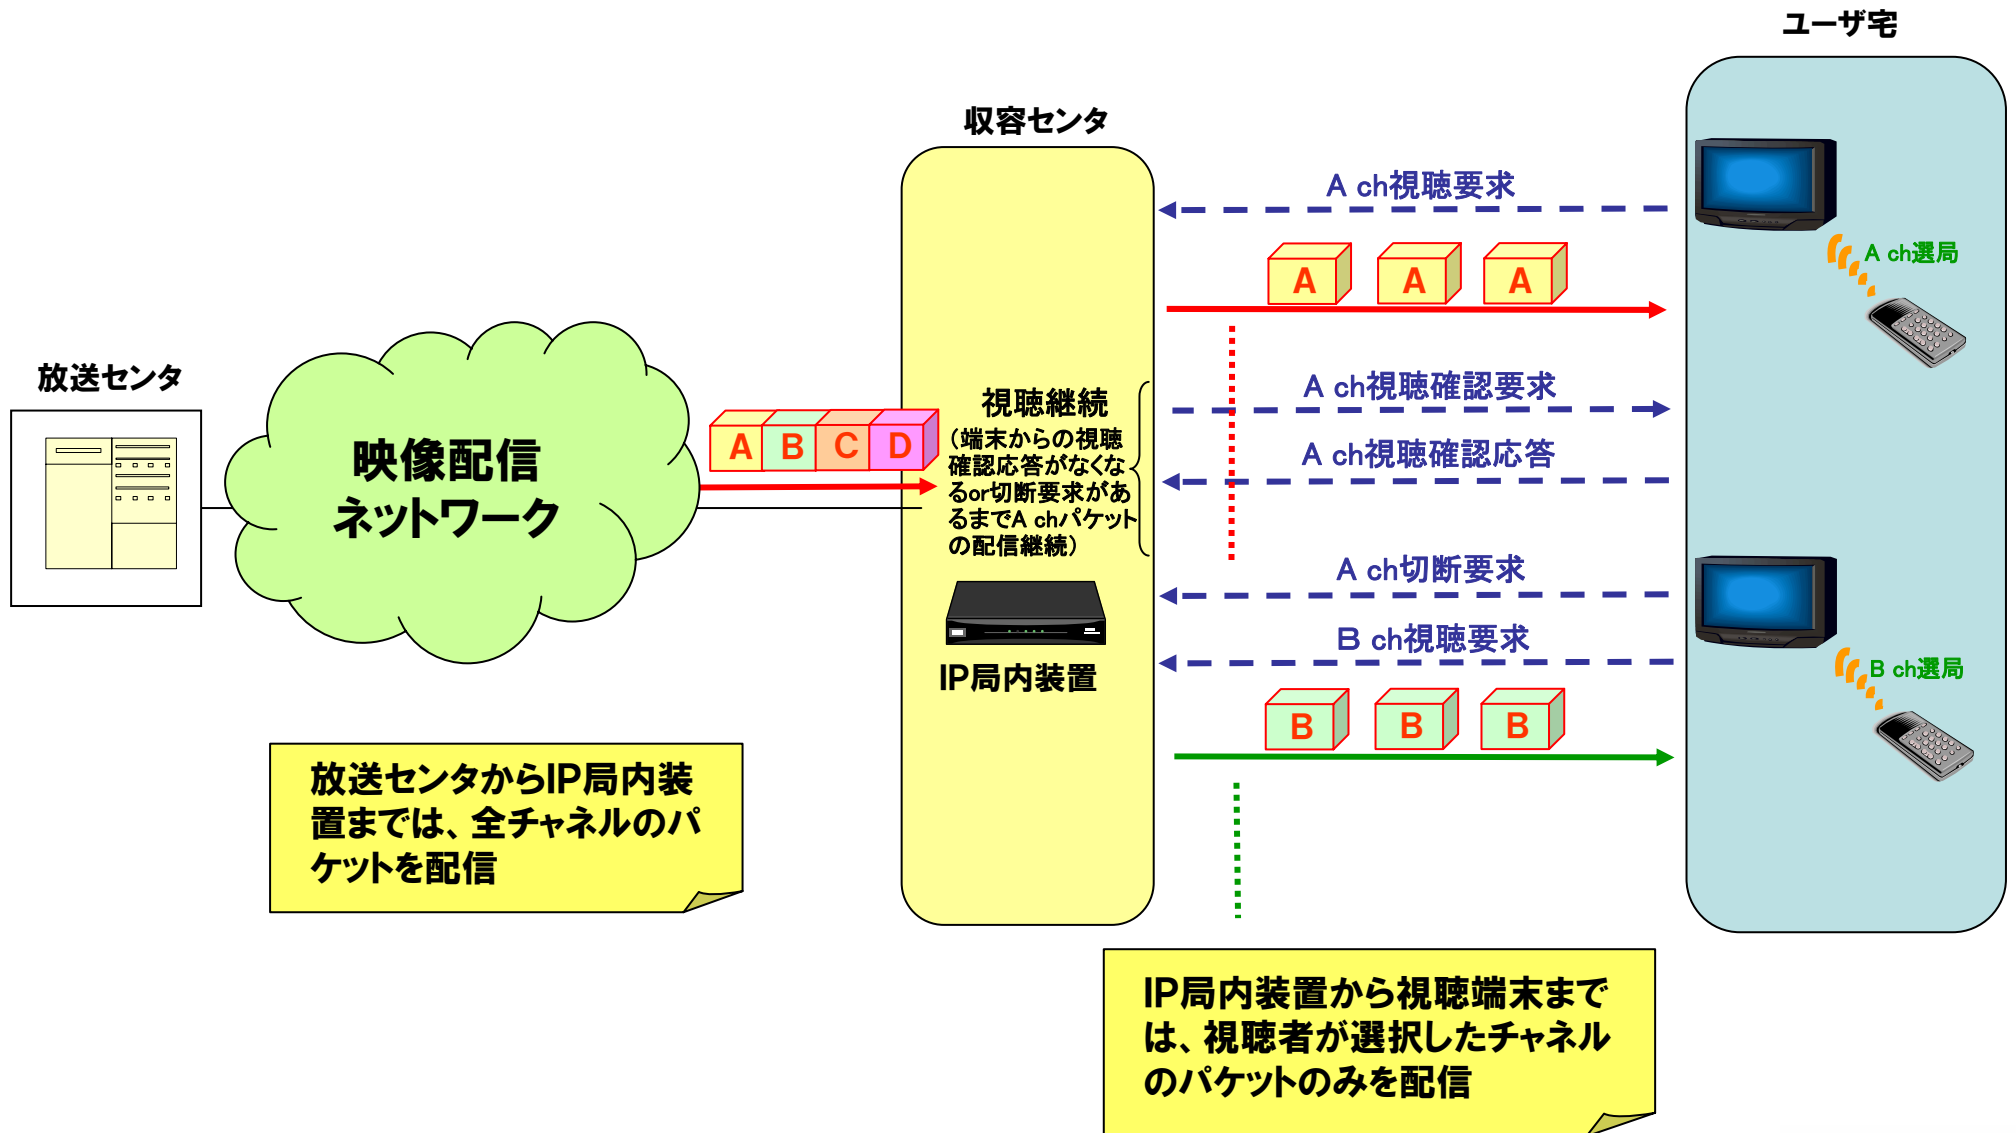 ユーザ宅
収容センタ
A ch視聴要求
A ch選局
A A A
放送センタ
映像配信
ネットワーク
A B C D
視聴継続
(端末からの視聴
確認応答がなくな
るor切断要求があ
るまでA chパケット
の配信継続)
A ch視聴確認要求
A ch視聴確認応答
A ch切断要求
B ch視聴要求
B ch選局
B B B
IP局内装置
放送センタからIP局内装
置までは、全チャネルのパ
ケットを配信
IP局内装置から視聴端末まで
は、視聴者が選択したチャネル
のパケットのみを配信